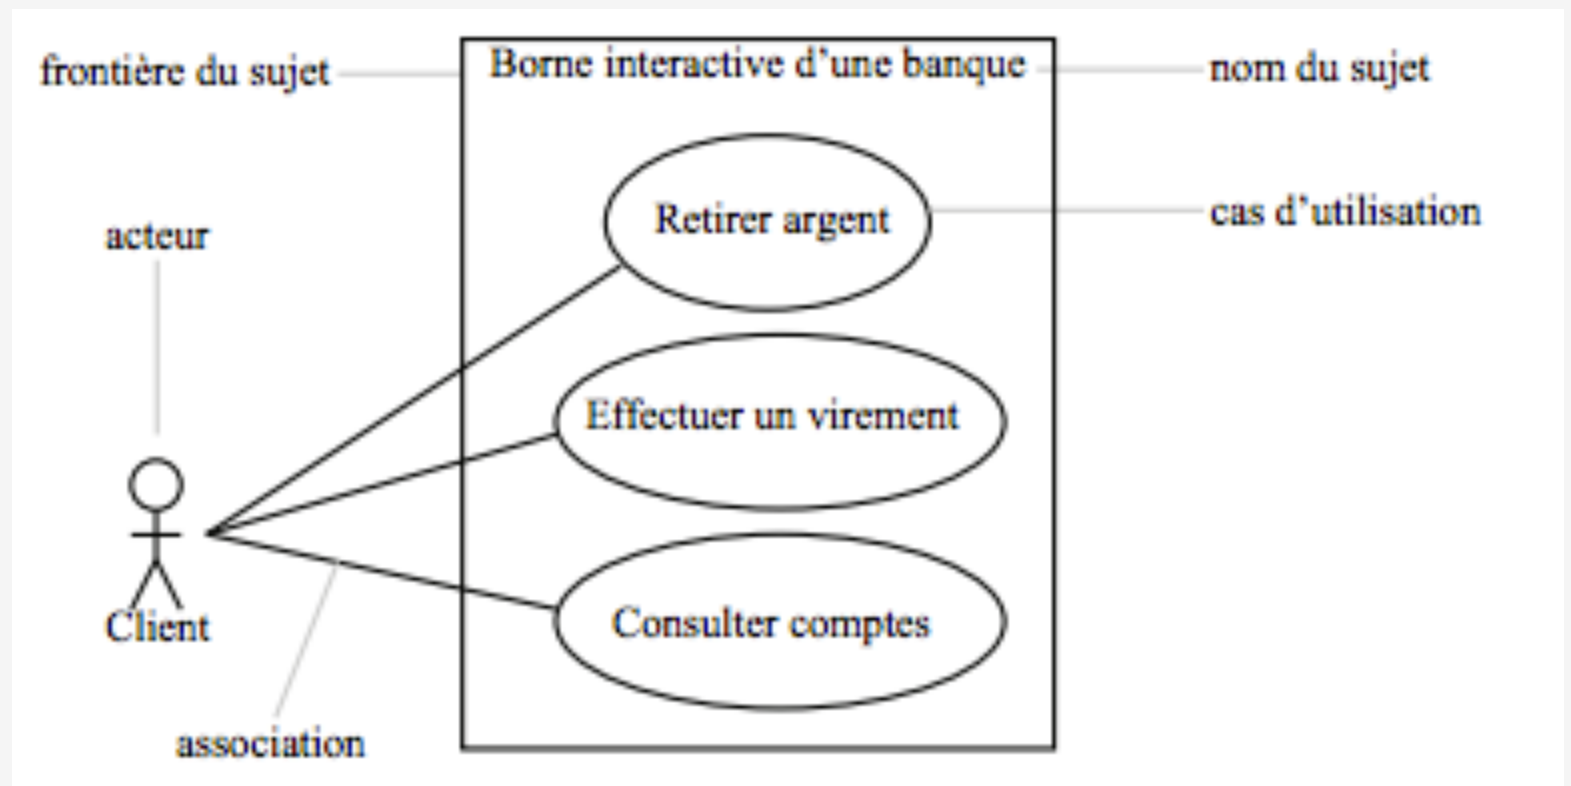 frontière du sujet
Borne interactive d’une banque
nom du sujet
Retirer argent
cas d’utilisation
acteur
Effectuer un virement
Consulter comptes
Client
association